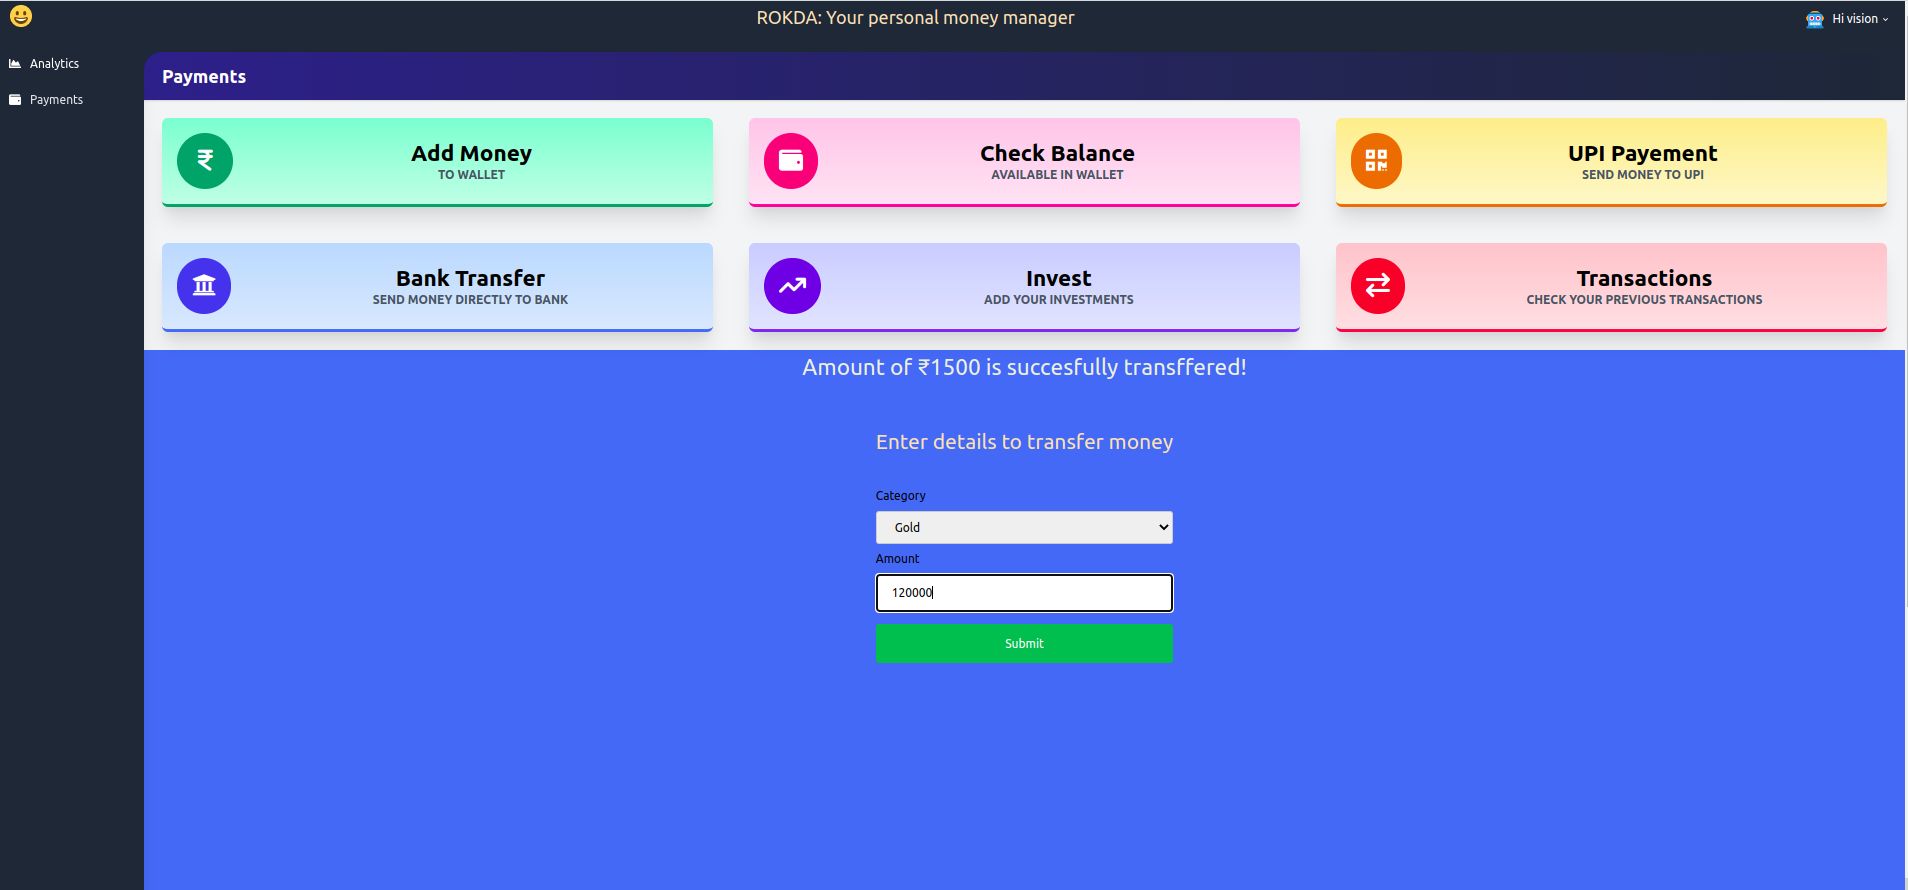 ROKDA: Your personal money manager
Hi vision
Analytics
Payments
Payments
Add Money
TO WALLET
Check Balance
AVAILABLE IN WALLET
UPI Payement
SEND MONEY TO UPI
Bank Transfer
SEND MONEY DIRECTLY TO BANK
Invest
ADD YOUR INVESTMENTS
Transactions
CHECK YOUR PREVIOUS TRANSACTIONS
Amount of ₹1500 is succesfully transffered!
Enter details to transfer money
Category
Gold
Amount
120000
Submit